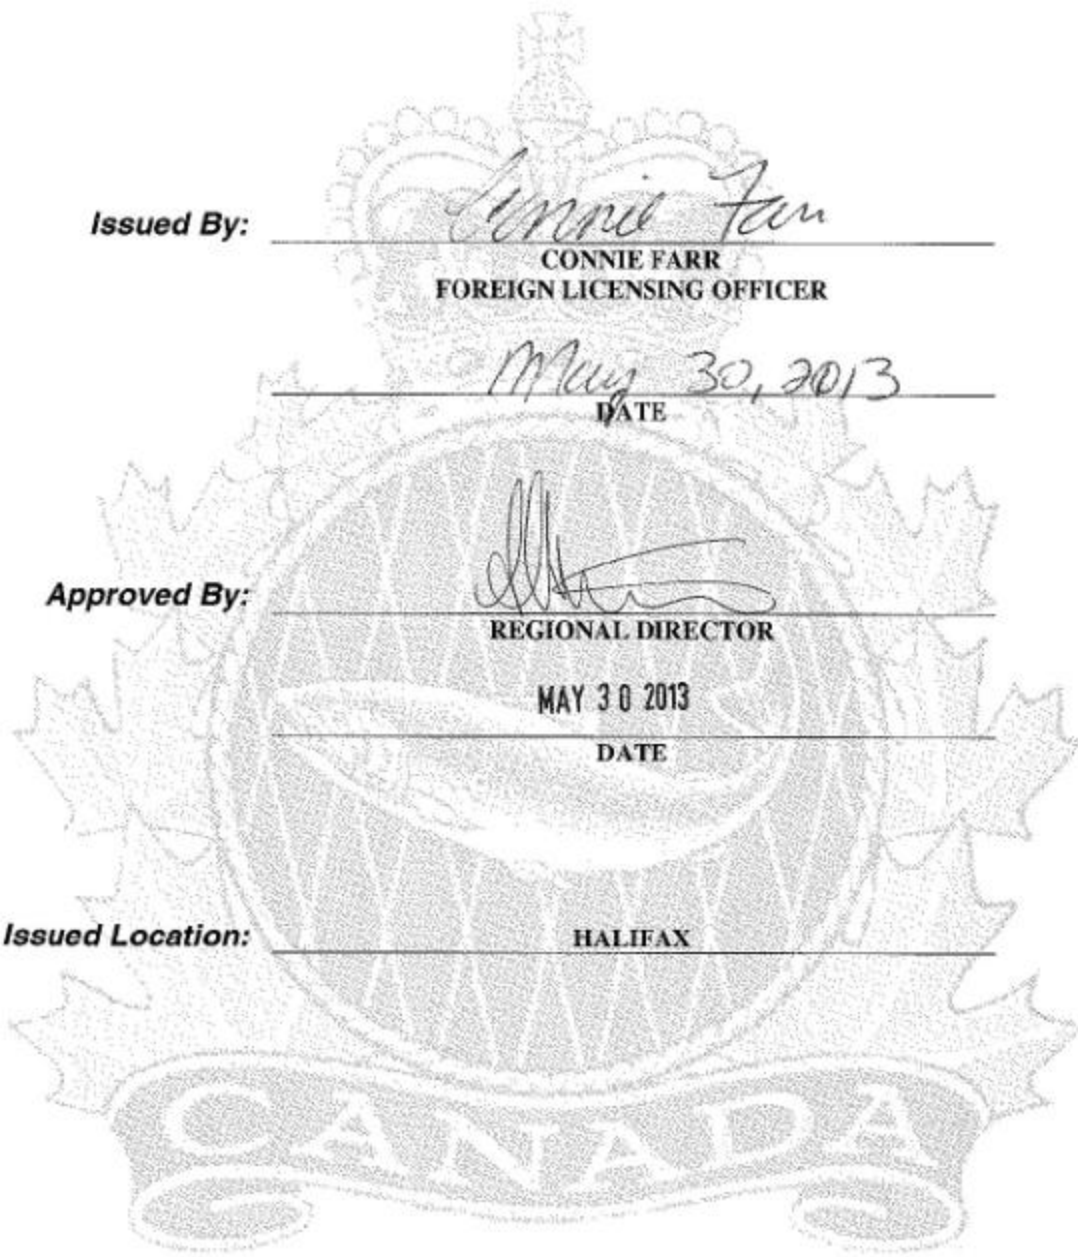 Issued By: Connie Farr
CONNIE FARR
FOREIGN LICENSING OFFICER
May 30, 2013
DATE
Approved By:
REGIONAL DIRECTOR
MAY 30 2013
DATE
Issued Location: HALIFAX
CANADA